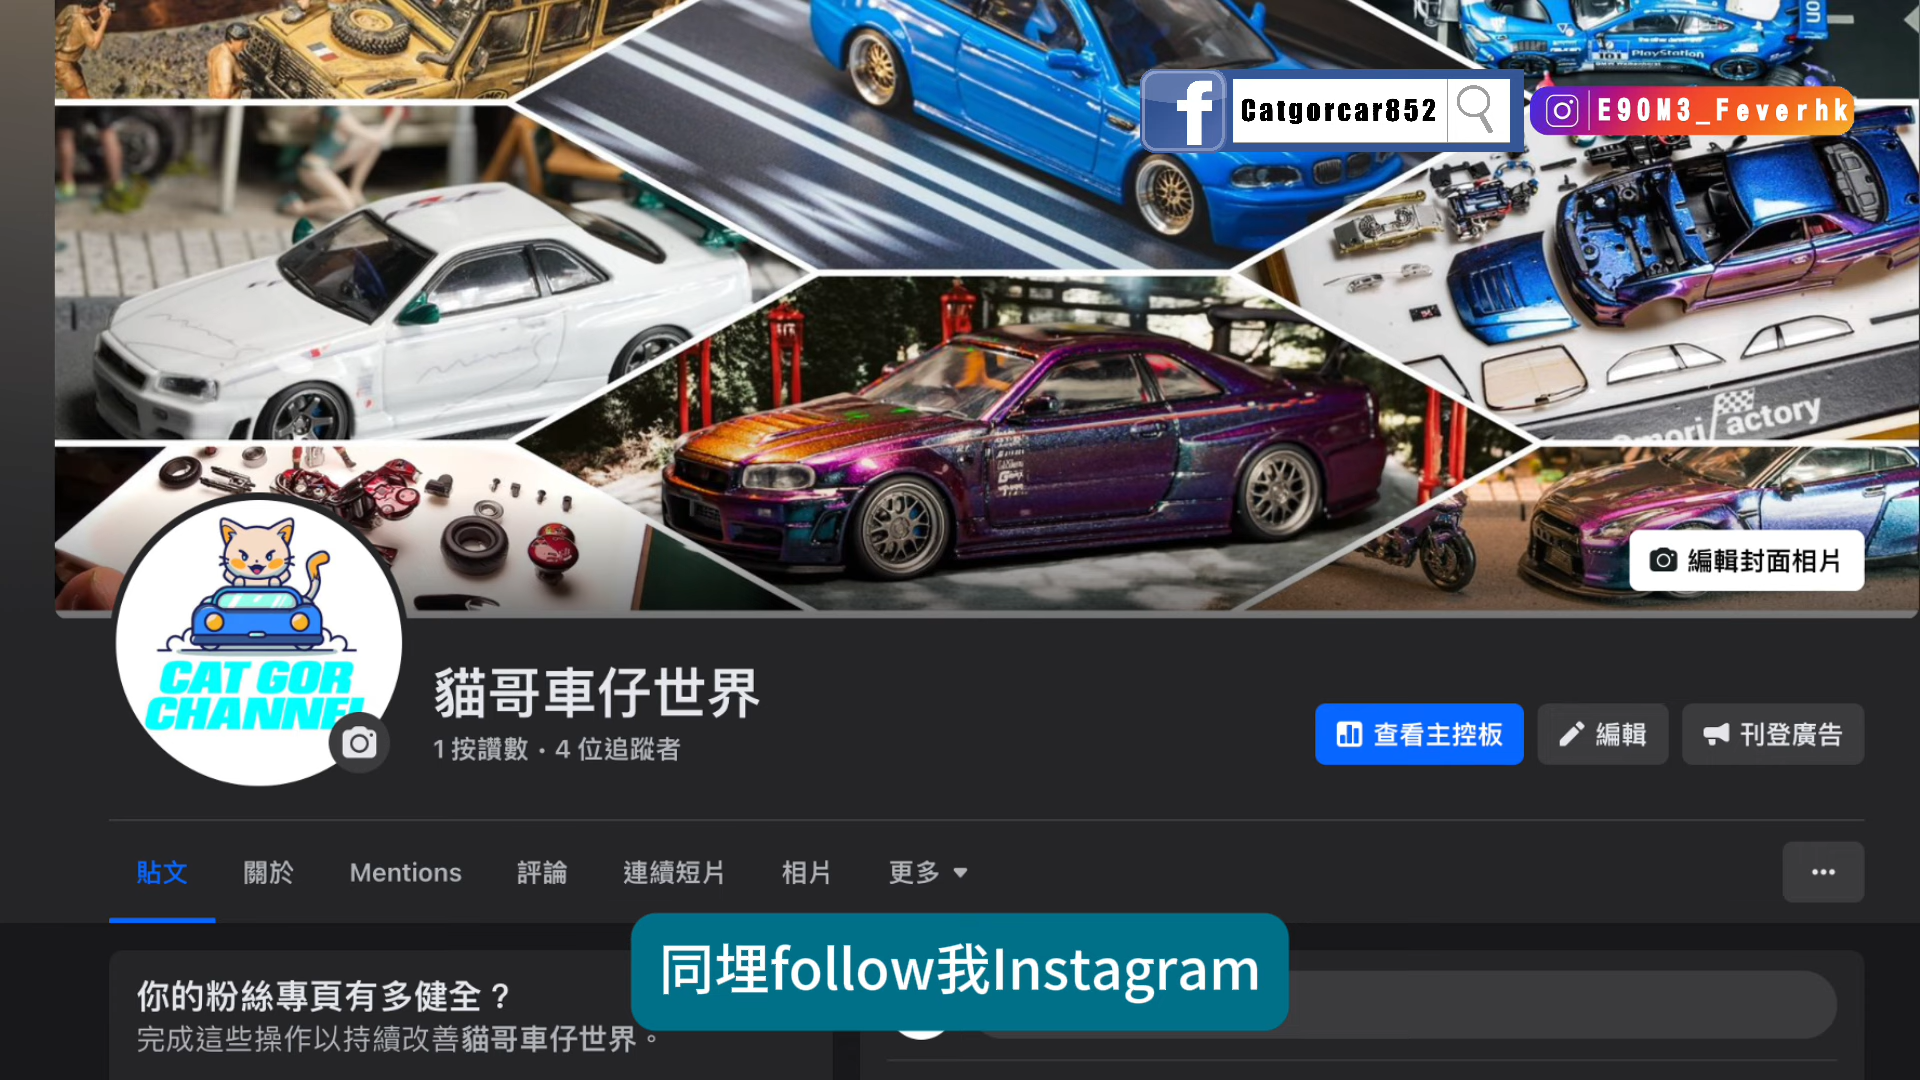 PlayStation
Catgorcar852
E90M3_Feverhk
Omori Factory
編輯封面相片
CAT GOR
CHANNEL
貓哥車仔世界
1 按讚數・4 位追蹤者
查看主控板
編輯
刊登廣告
貼文
關於
Mentions
評論
連續短片
相片
更多
同埋follow我Instagram
你的粉絲專頁有多健全？
完成這些操作以持續改善貓哥車仔世界。